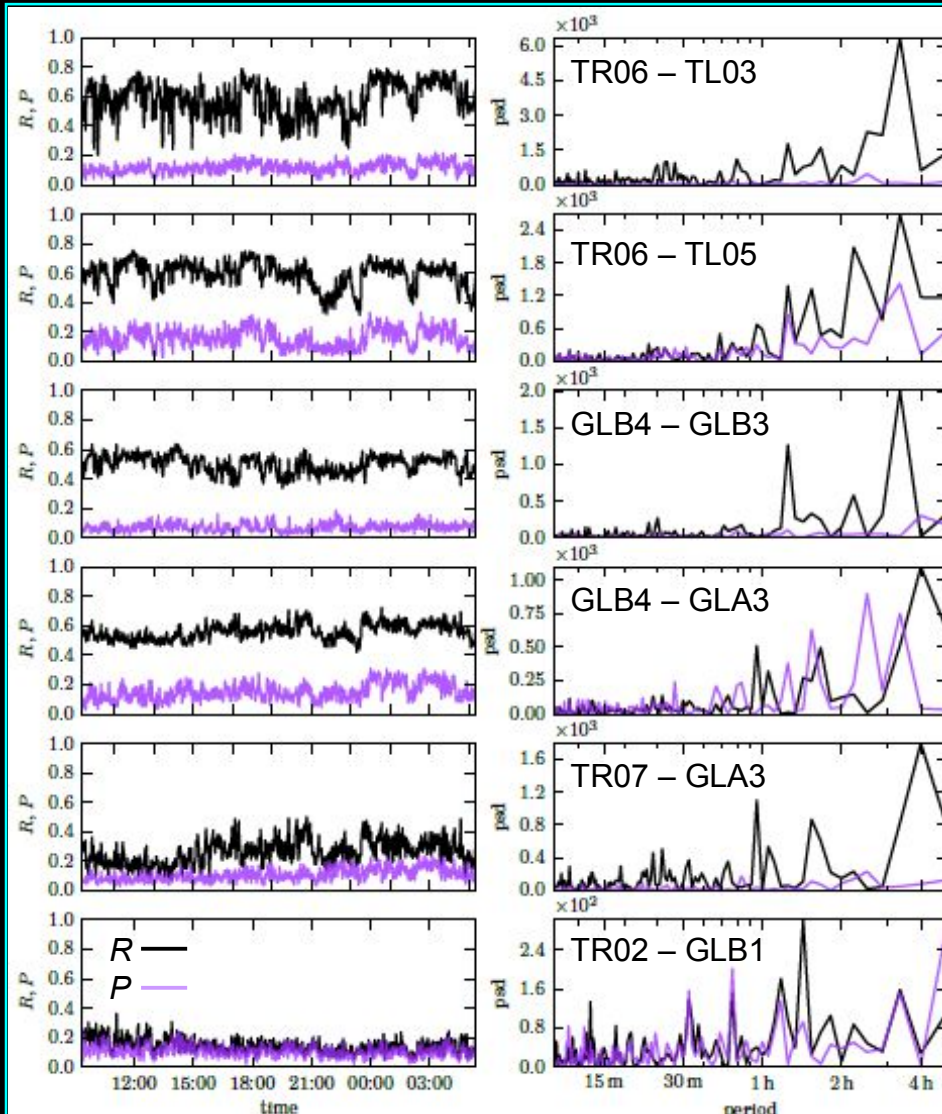 ×10³
1.0
0.8
0.6
0.4
0.2
0.0
R, P
6.0
4.5
3.0
1.5
0.0
psd
TR06 – TL03
×10³
1.0
0.8
0.6
0.4
0.2
0.0
R, P
2.4
1.8
1.2
0.6
0.0
psd
TR06 – TL05
×10³
1.0
0.8
0.6
0.4
0.2
0.0
R, P
2.0
1.5
1.0
0.5
0.0
psd
GLB4 – GLB3
×10³
1.0
0.8
0.6
0.4
0.2
0.0
R, P
1.00
0.75
0.50
0.25
0.00
psd
GLB4 – GLA3
×10³
1.0
0.8
0.6
0.4
0.2
0.0
R, P
1.6
1.2
0.8
0.4
0.0
psd
TR07 – GLA3
×10²
1.0
0.8
0.6
0.4
0.2
0.0
R, P
R
P
2.4
1.6
0.8
0.0
psd
TR02 – GLB1
12:00 15:00 18:00 21:00 00:00 03:00
time
15 m 30 m 1 h 2 h 4 h
period